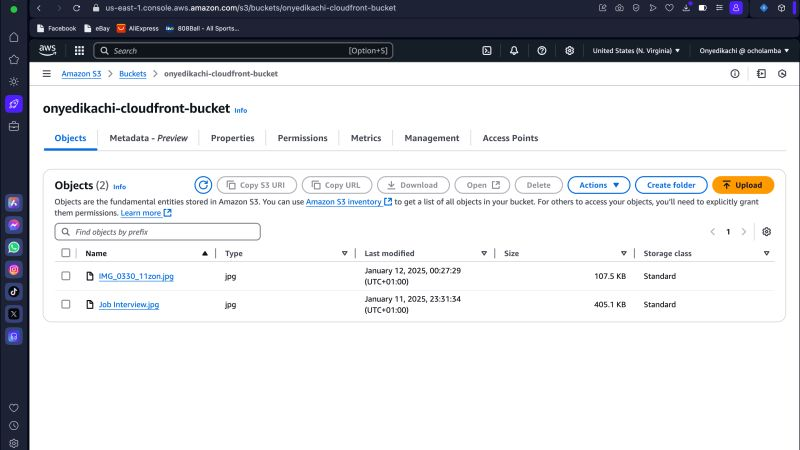 us-east-1.console.aws.amazon.com/s3/buckets/onyedikachi-cloudfront-bucket
Facebook eBay AliExpress 808Ball - All Sports...
aws Search [Option+S] United States (N. Virginia) Onyedikachi @ ocholamba
Amazon S3 > Buckets > onyedikachi-cloudfront-bucket
onyedikachi-cloudfront-bucket Info
Objects Metadata - Preview Properties Permissions Metrics Management Access Points
Objects (2) Info Copy S3 URI Copy URL Download Open Delete Actions Create folder Upload
Objects are the fundamental entities stored in Amazon S3. You can use Amazon S3 inventory to get a list of all objects in your bucket. For others to access your objects, you'll need to explicitly grant
them permissions. Learn more
Find objects by prefix 1
Name Type Last modified Size Storage class
IMG_0330_11zon.jpg jpg January 12, 2025, 00:27:29 (UTC+01:00) 107.5 KB Standard
Job Interview.jpg jpg January 11, 2025, 23:31:34 (UTC+01:00) 405.1 KB Standard